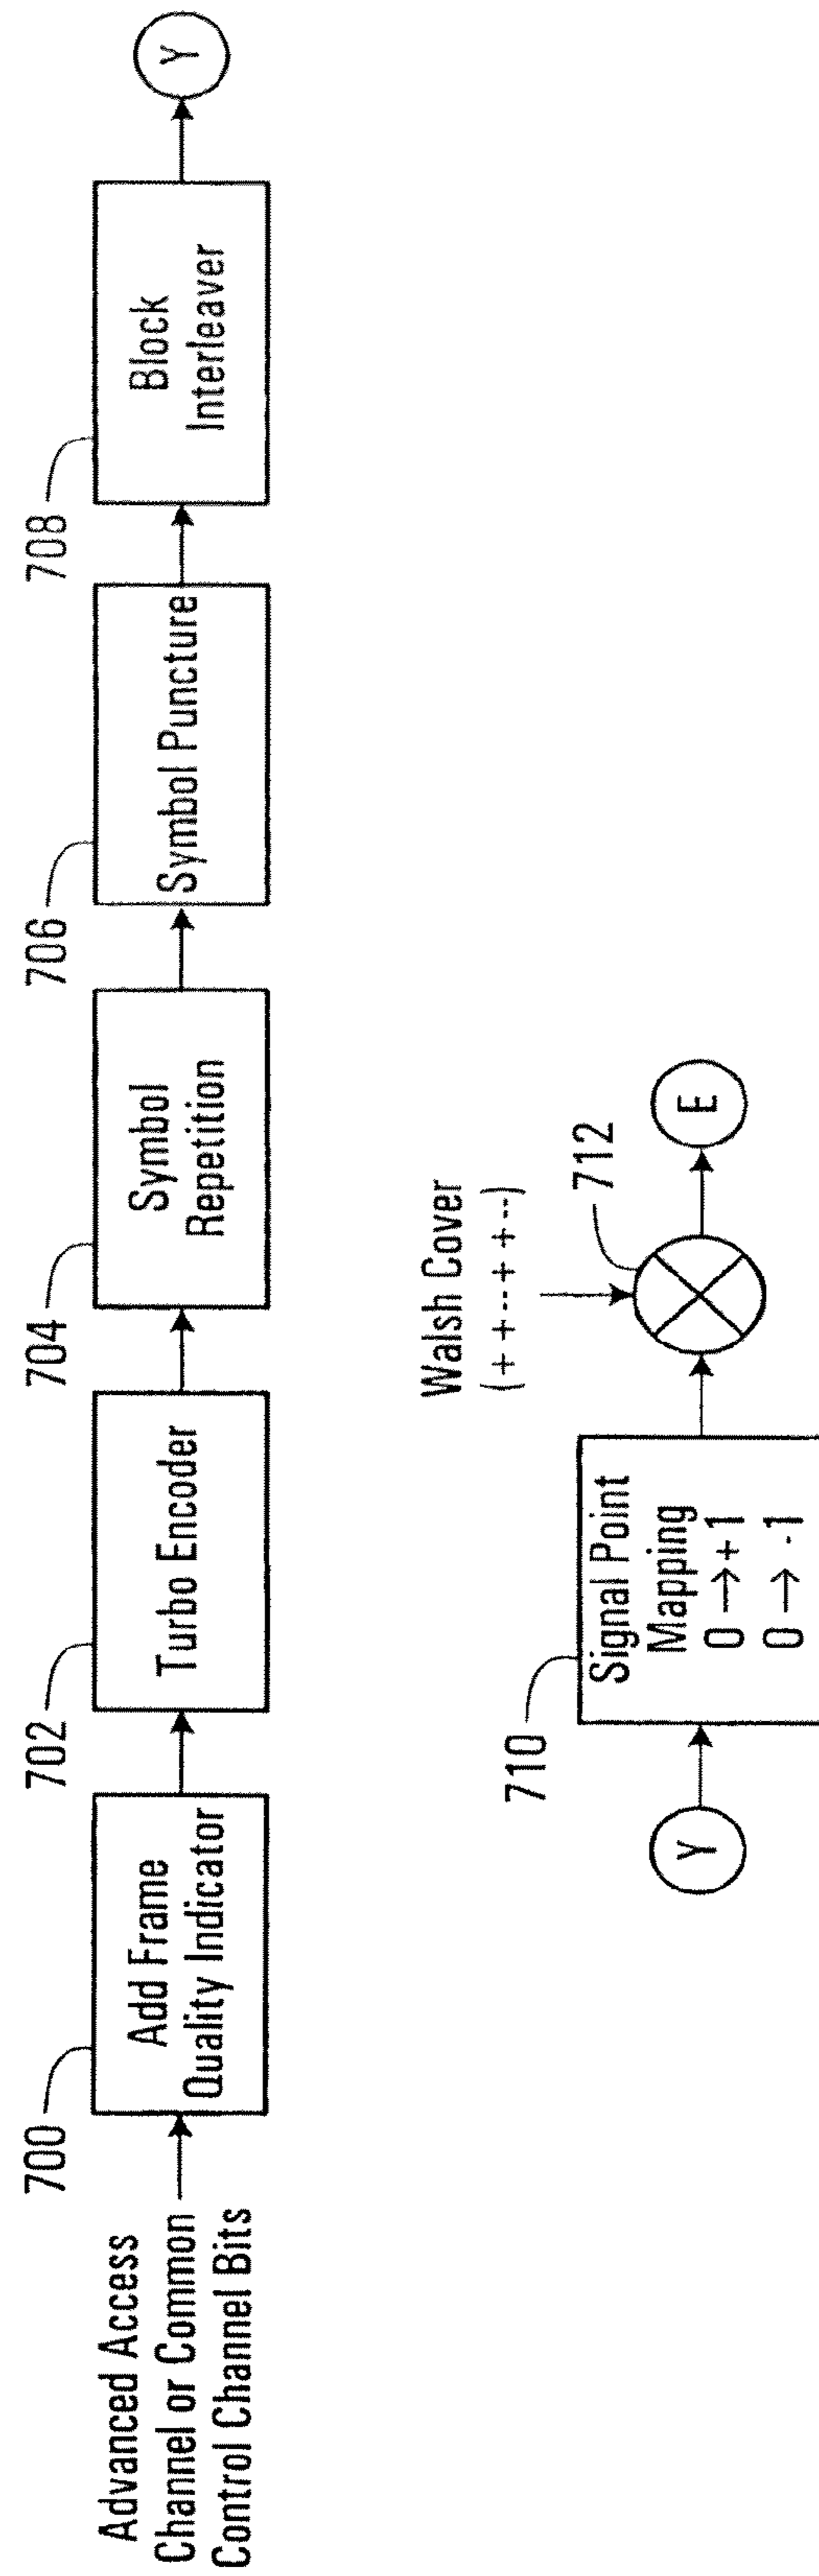 Advanced Access
Channel or Common
Control Channel Bits
700
Add Frame
Quality Indicator
702
Turbo Encoder
704
Symbol
Repetition
706
Symbol Puncture
708
Block
Interleaver
Y
Y
710
Signal Point
Mapping
0 → +1
0 → -1
Walsh Cover
(+ + -- + + --)
712
E